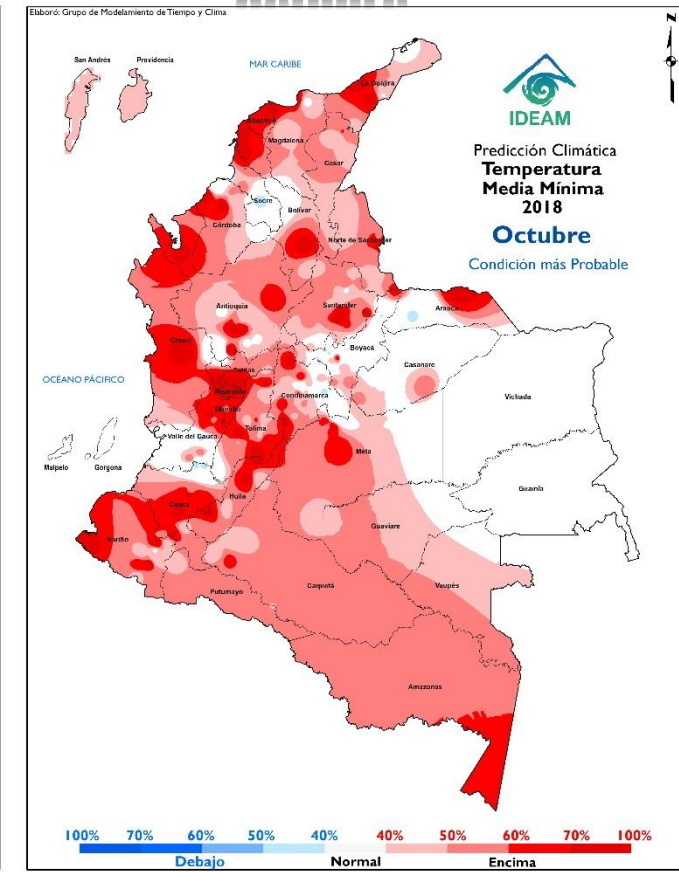 Elaboró: Grupo de Modelamiento de Tiempo y Clima
N
San Andrés
Providencia
MAR CARIBE
La Guajira
IDEAM
Atlántico
Magdalena
Cesar
Predicción Climática
Temperatura
Media Mínima
2018
Octubre
Condición más Probable
Sucre
Bolívar
Córdoba
Norte de Santander
Antioquia
Santander
Arauca
Chocó
Boyacá
Caldas
Casanare
OCÉANO PÁCIFICO
Risaralda
Cundinamarca
Vichada
Quindío
Tolima
Valle del Cauca
Malpelo
Gorgona
Meta
Guainía
Huila
Cauca
Guaviare
Nariño
Caquetá
Vaupés
Putumayo
Amazonas
100% 70% 60% 50% 40% 40% 50% 60% 70% 100%
Debajo Normal Encima